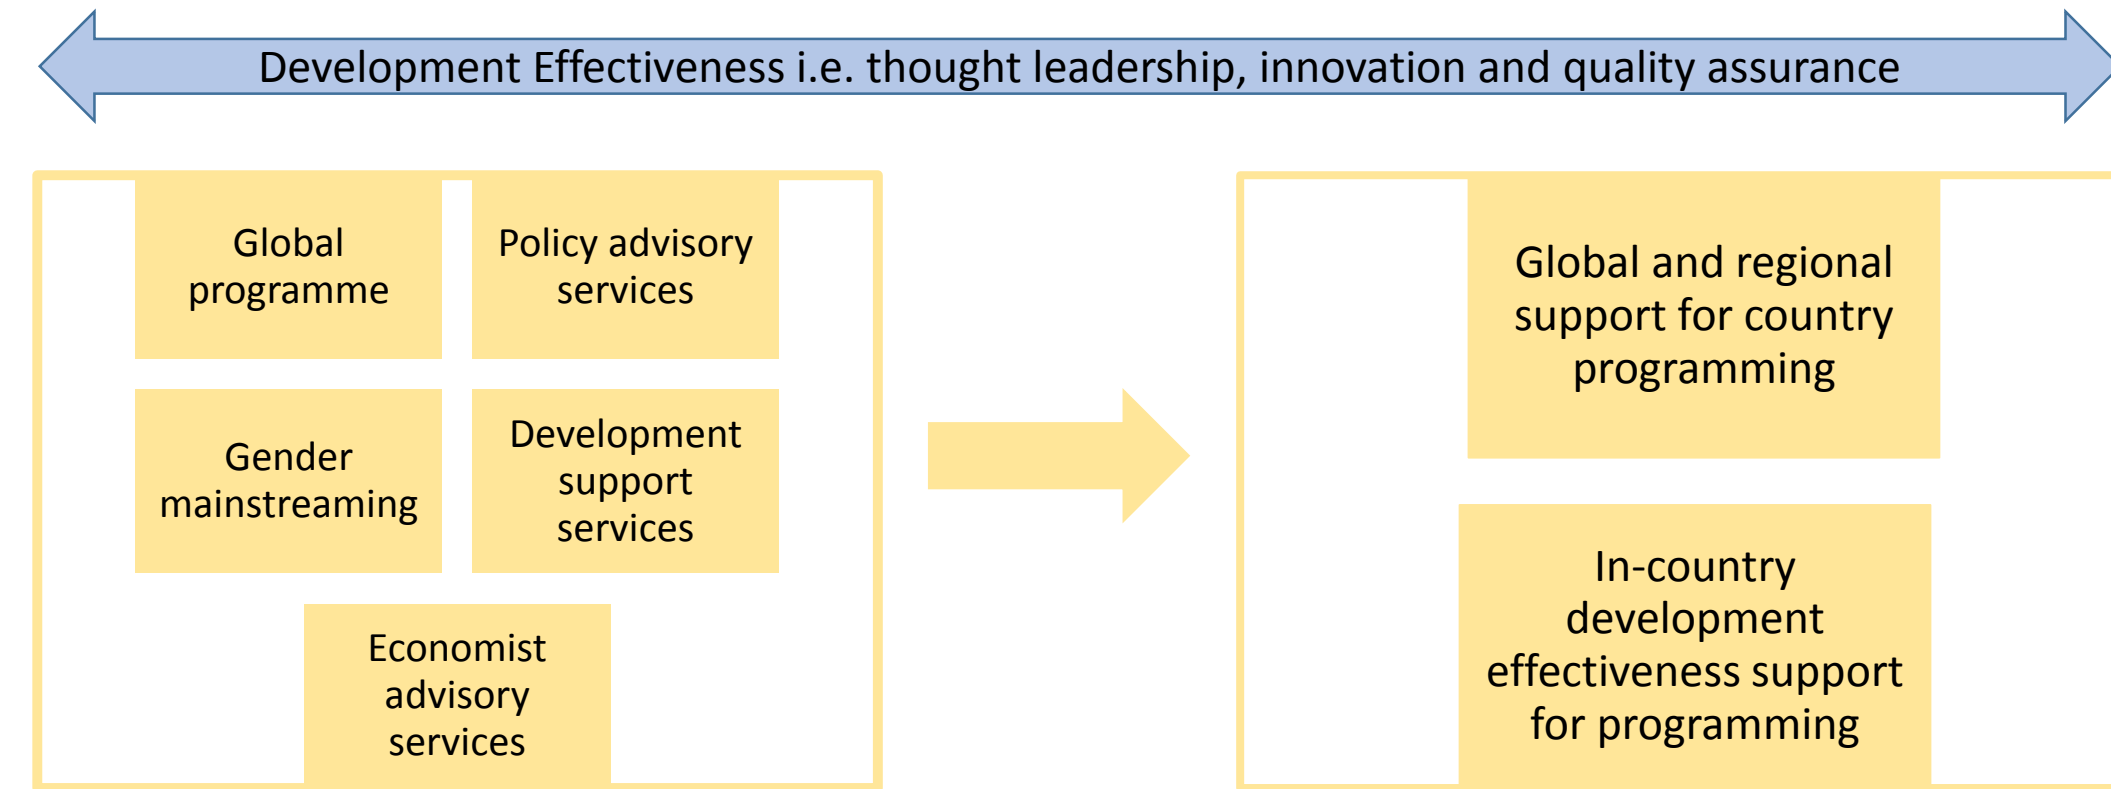 Development Effectiveness i.e. thought leadership, innovation and quality assurance
Global
programme
Policy advisory
services
Gender
mainstreaming
Development
support
services
Economist
advisory
services
Global and regional
support for country
programming
In-country
development
effectiveness support
for programming